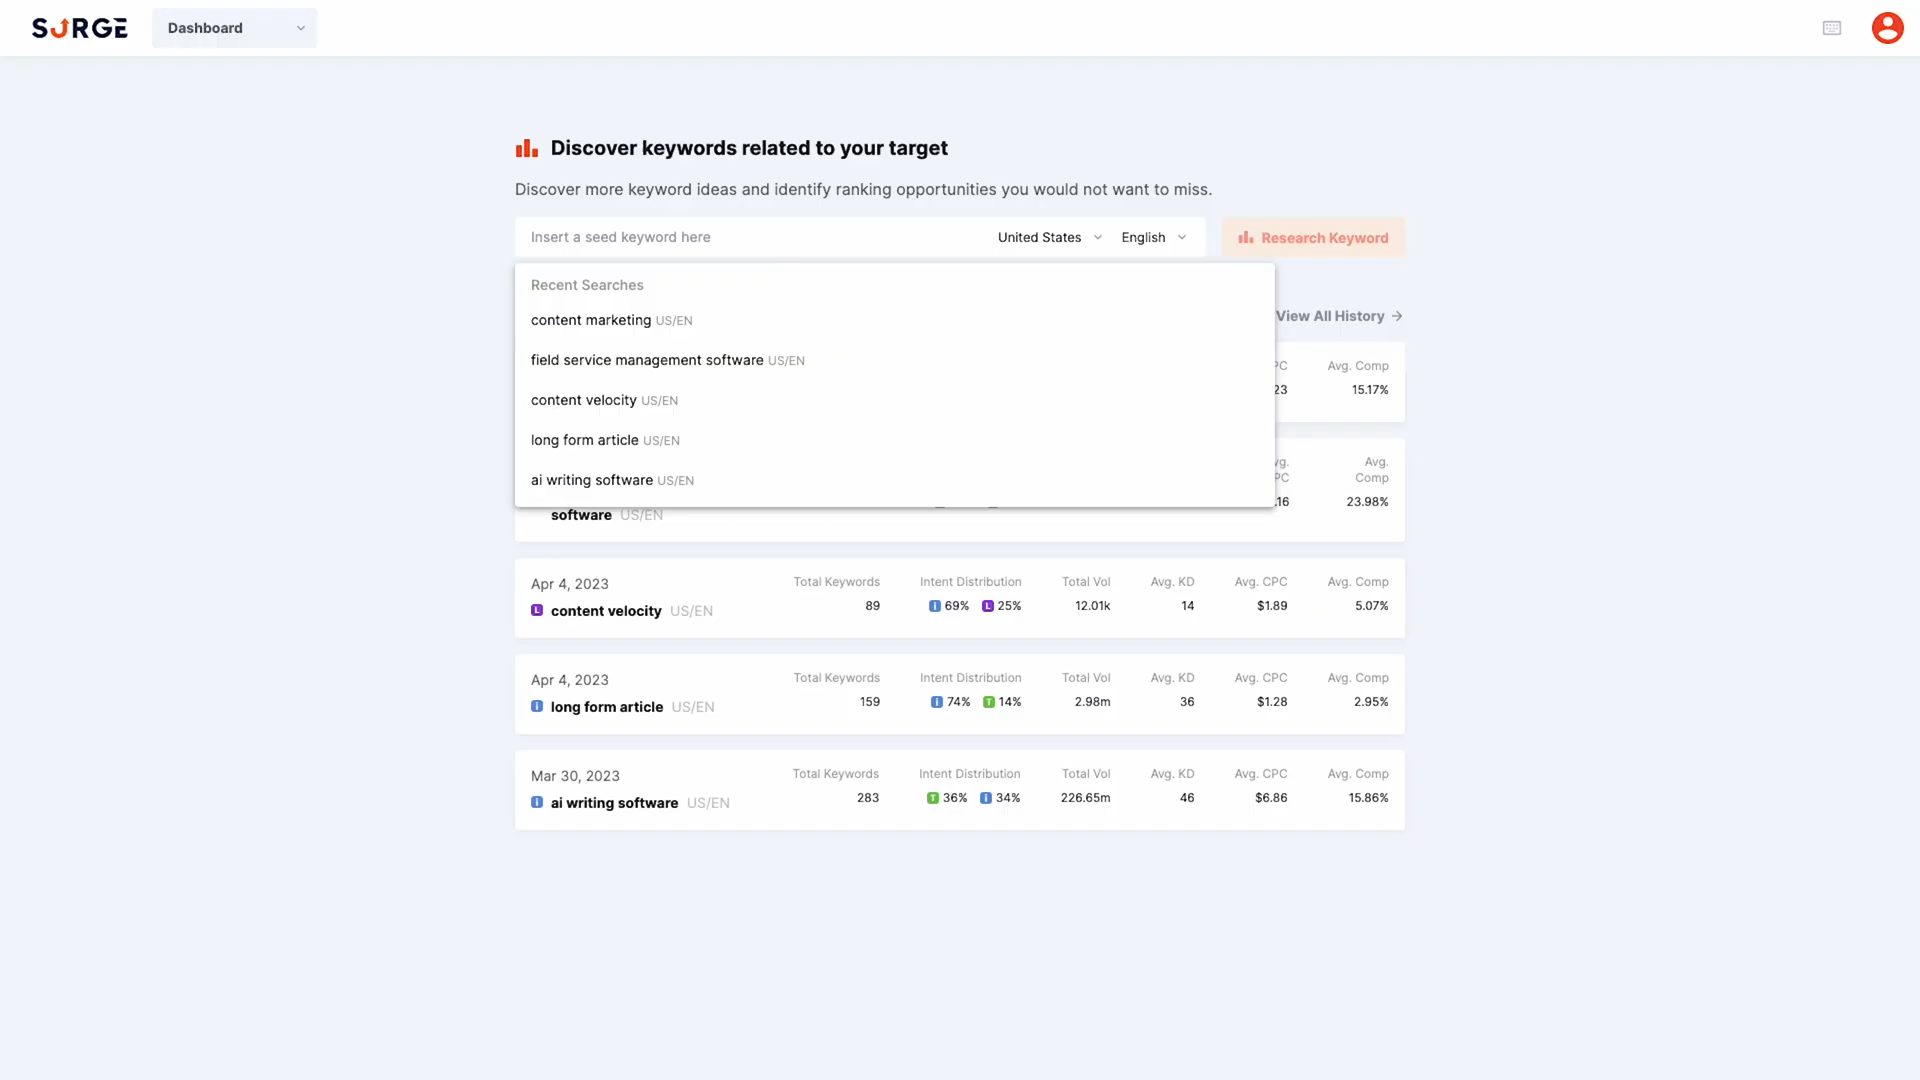 SURGE
Dashboard
Discover keywords related to your target
Discover more keyword ideas and identify ranking opportunities you would not want to miss.
Insert a seed keyword here United States English Research Keyword
Recent Searches
content marketing US/EN
View All History →
field service management software US/EN
PC Avg. Comp
23 15.17%
content velocity US/EN
long form article US/EN
vg. Avg.
PC Comp
ai writing software US/EN
.16 23.98%
software US/EN
Apr 4, 2023 Total Keywords Intent Distribution Total Vol Avg. KD Avg. CPC Avg. Comp
L content velocity US/EN 89 i 69% L 25% 12.01k 14 $1.89 5.07%
Apr 4, 2023 Total Keywords Intent Distribution Total Vol Avg. KD Avg. CPC Avg. Comp
i long form article US/EN 159 i 74% T 14% 2.98m 36 $1.28 2.95%
Mar 30, 2023 Total Keywords Intent Distribution Total Vol Avg. KD Avg. CPC Avg. Comp
i ai writing software US/EN 283 T 36% i 34% 226.65m 46 $6.86 15.86%